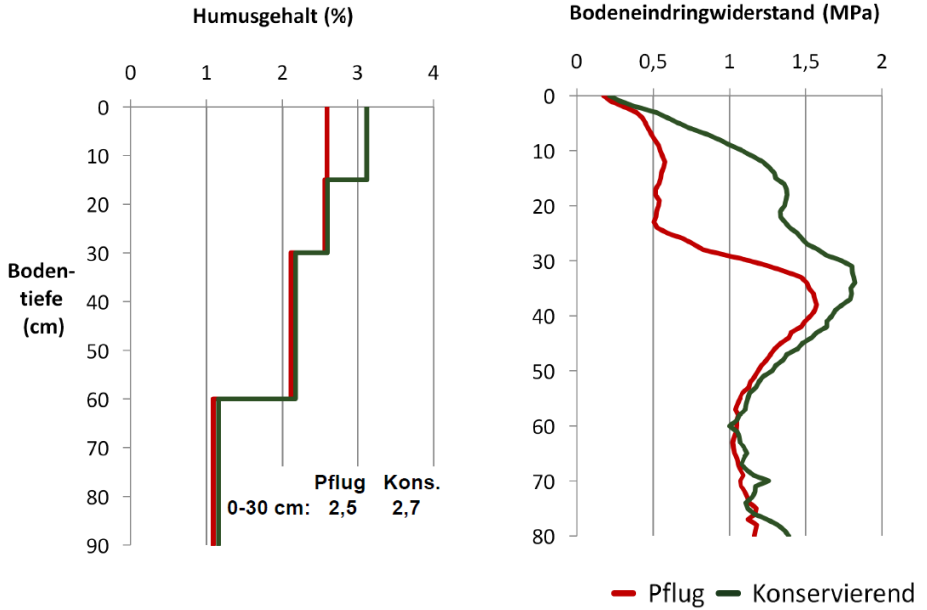 Humusgehalt (%)
0 1 2 3 4
0
10
20
30
40
50
60
70
80
90
Boden-
tiefe
(cm)
Pflug Kons.
0-30 cm: 2,5 2,7
Bodeneindringwiderstand (MPa)
0 0,5 1 1,5 2
0
10
20
30
40
50
60
70
80
Pflug Konservierend